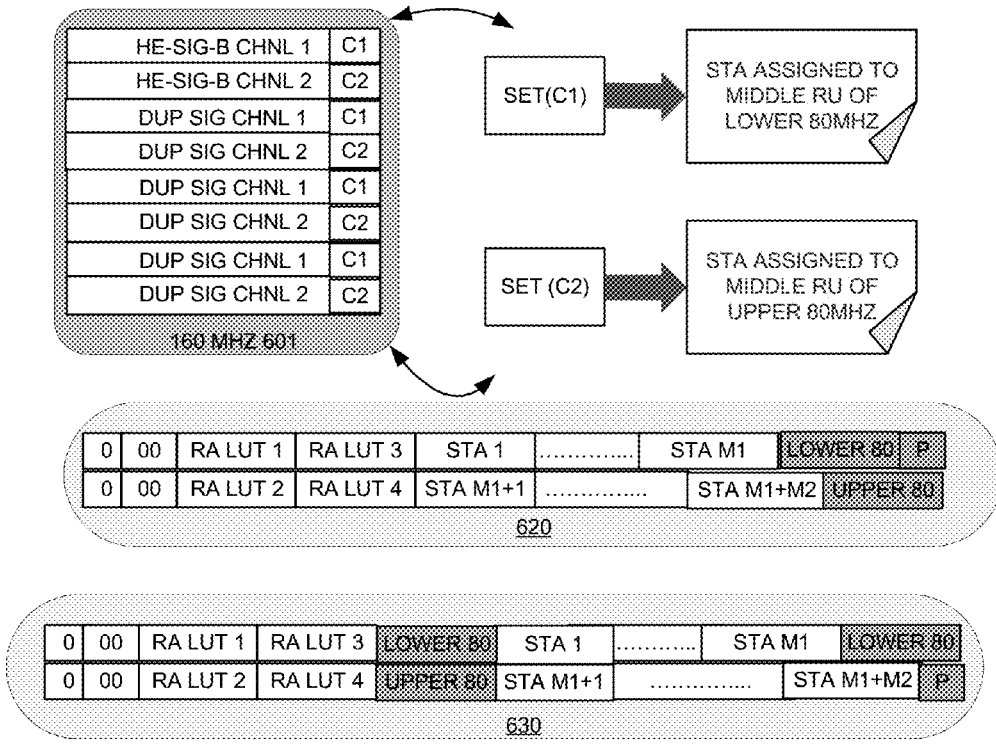 HE-SIG-B CHNL 1 C1
HE-SIG-B CHNL 2 C2
DUP SIG CHNL 1 C1
DUP SIG CHNL 2 C2
DUP SIG CHNL 1 C1
DUP SIG CHNL 2 C2
DUP SIG CHNL 1 C1
DUP SIG CHNL 2 C2
160 MHZ 601
SET(C1)
STA ASSIGNED TO
MIDDLE RU OF
LOWER 80MHZ
SET (C2)
STA ASSIGNED TO
MIDDLE RU OF
UPPER 80MHZ
0 00 RA LUT 1 RA LUT 3 STA 1 ............. STA M1 LOWER 80 P
0 00 RA LUT 2 RA LUT 4 STA M1+1 ............... STA M1+M2 UPPER 80
620
0 00 RA LUT 1 RA LUT 3 LOWER 80 STA 1 ........... STA M1 LOWER 80
0 00 RA LUT 2 RA LUT 4 UPPER 80 STA M1+1 ............... STA M1+M2 P
630